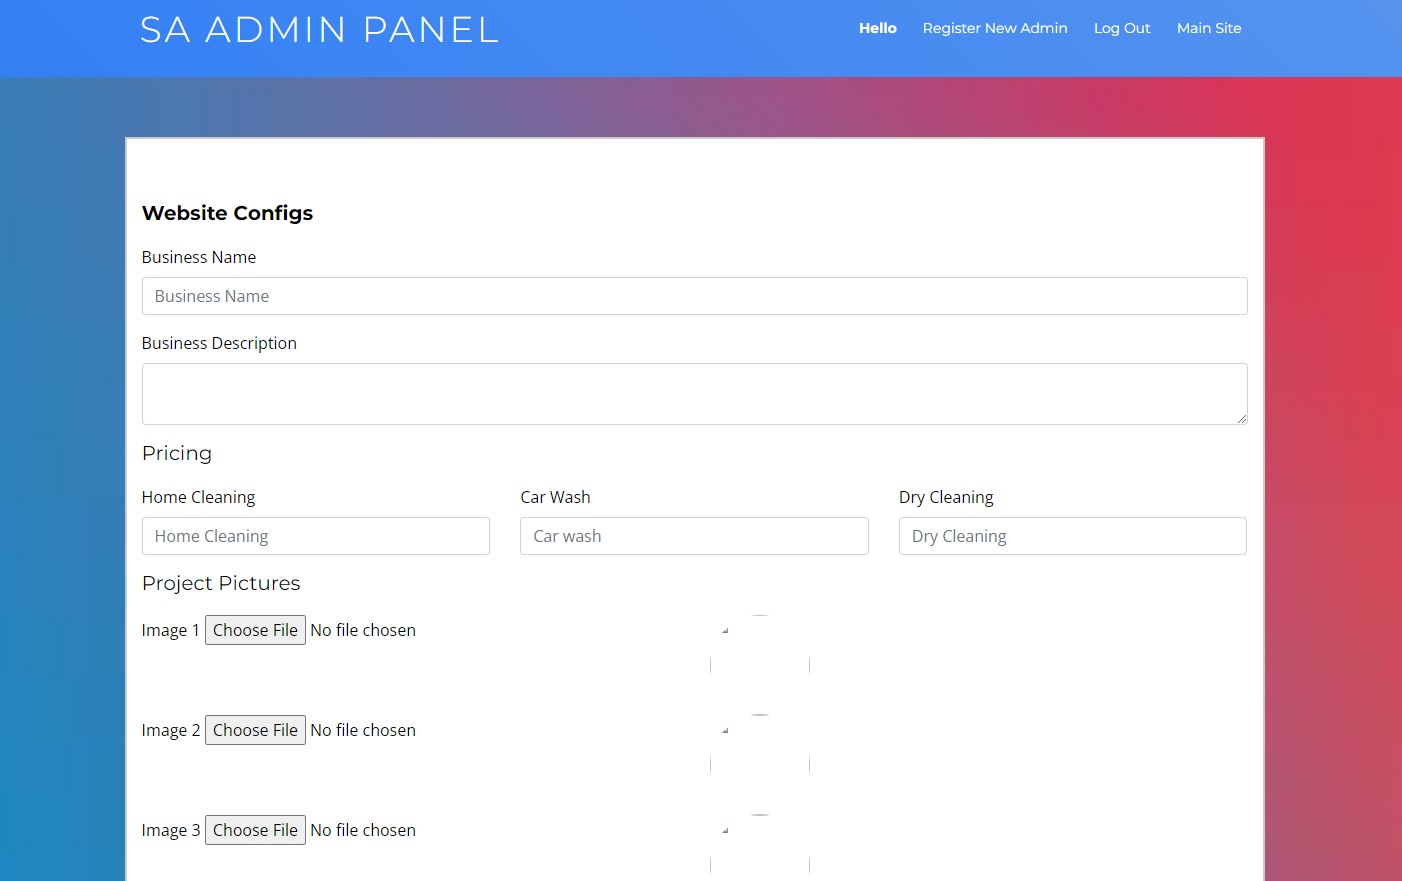 SA ADMIN PANEL
Hello Register New Admin Log Out Main Site
Website Configs
Business Name
Business Name
Business Description
Pricing
Home Cleaning Car Wash Dry Cleaning
Home Cleaning Car wash Dry Cleaning
Project Pictures
Image 1 Choose File No file chosen
Image 2 Choose File No file chosen
Image 3 Choose File No file chosen